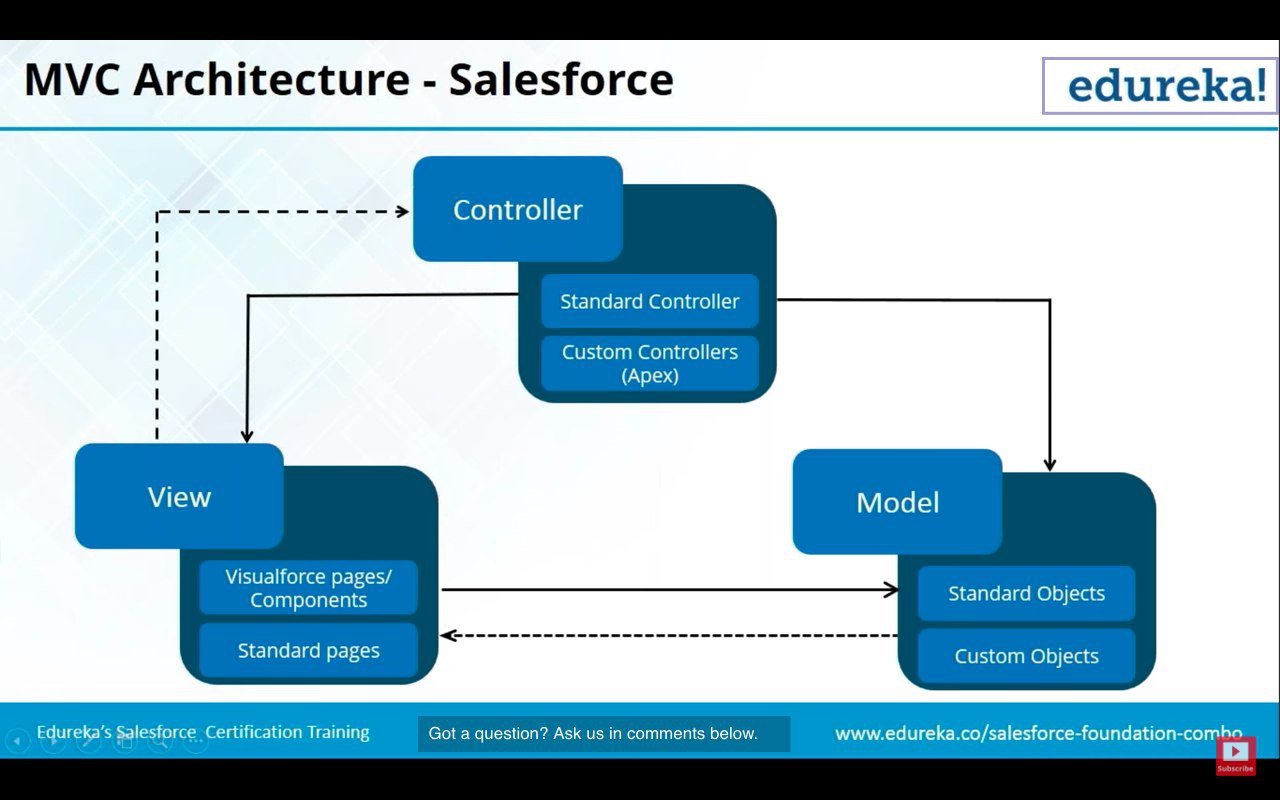 MVC Architecture - Salesforce
edureka!
Controller
Standard Controller
Custom Controllers
(Apex)
View
Visualforce pages/
Components
Standard pages
Model
Standard Objects
Custom Objects
Edureka's Salesforce Certification Training
Got a question? Ask us in comments below.
www.edureka.co/salesforce-foundation-combo
Subscribe